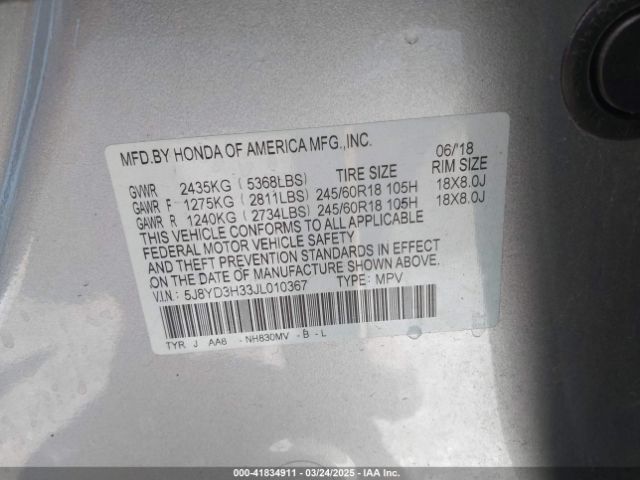 MFD.BY HONDA OF AMERICA MFG.,INC.
06/'18
TIRE SIZE RIM SIZE
GVWR 2435KG ( 5368LBS)
GAWR F 1275KG ( 2811LBS) 245/60R18 105H 18X8.0J
GAWR R 1240KG ( 2734LBS) 245/60R18 105H 18X8.0J
THIS VEHICLE CONFORMS TO ALL APPLICABLE
FEDERAL MOTOR VEHICLE SAFETY
AND THEFT PREVENTION STANDARDS IN EFFECT
ON THE DATE OF MANUFACTURE SHOWN ABOVE.
V.I.N.: 5J8YD3H33JL010367 TYPE: MPV
TYR J AA8 -NH830MV -B -L
00-41834911 | 03/24/2025 | IAA Inc.